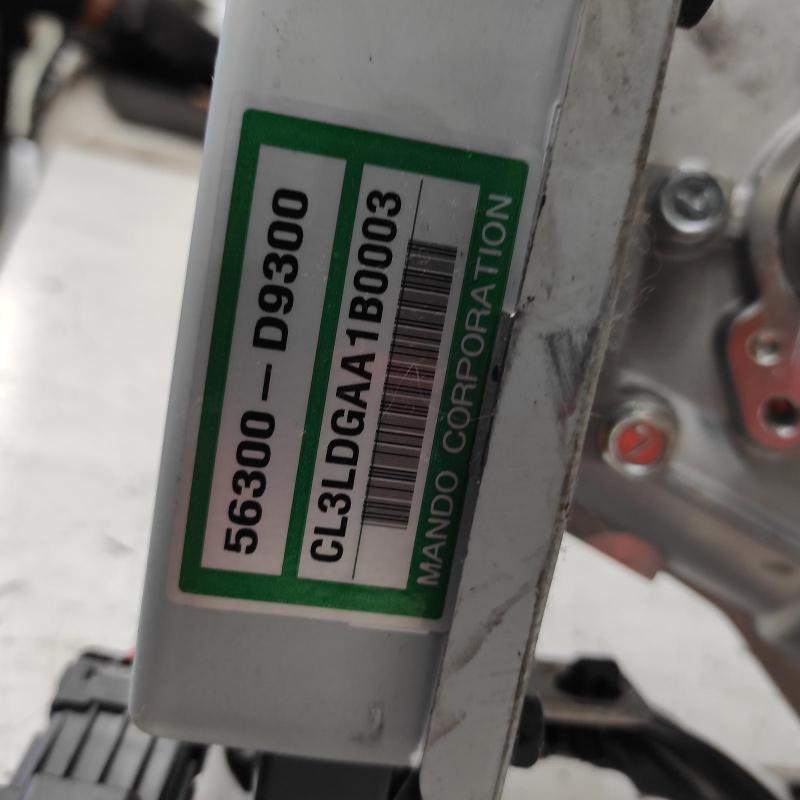 56300-D9300
CL3LDGAA1B0003
MANDO CORPORATION